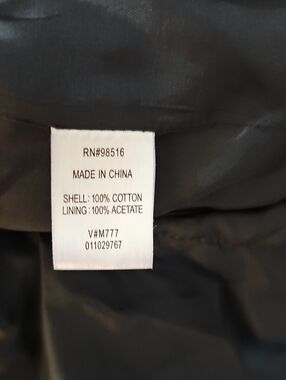 RN#98516
MADE IN CHINA
SHELL: 100% COTTON
LINING: 100% ACETATE
V#M777
011029767